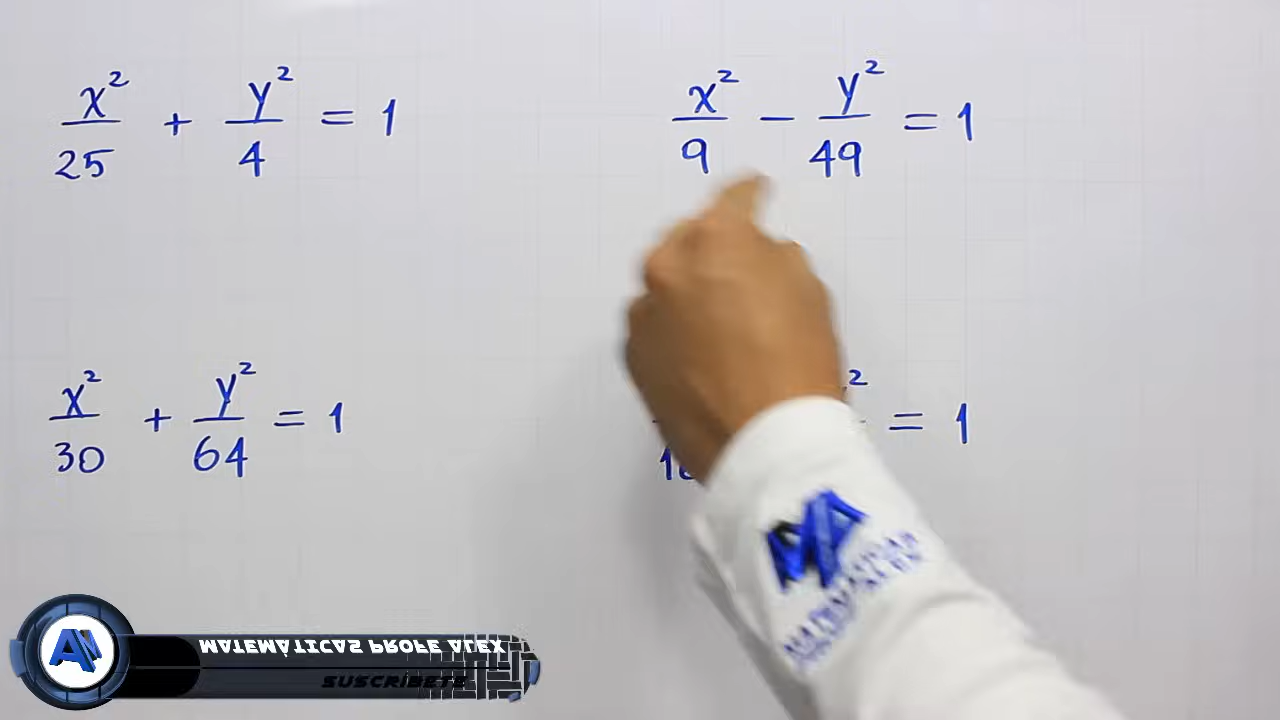 x²/25 + y²/4 = 1
x²/9 − y²/49 = 1
x²/30 + y²/64 = 1
² = 1
MATEMÁTICAS PROFE ALEX
SUSCRÍBETE